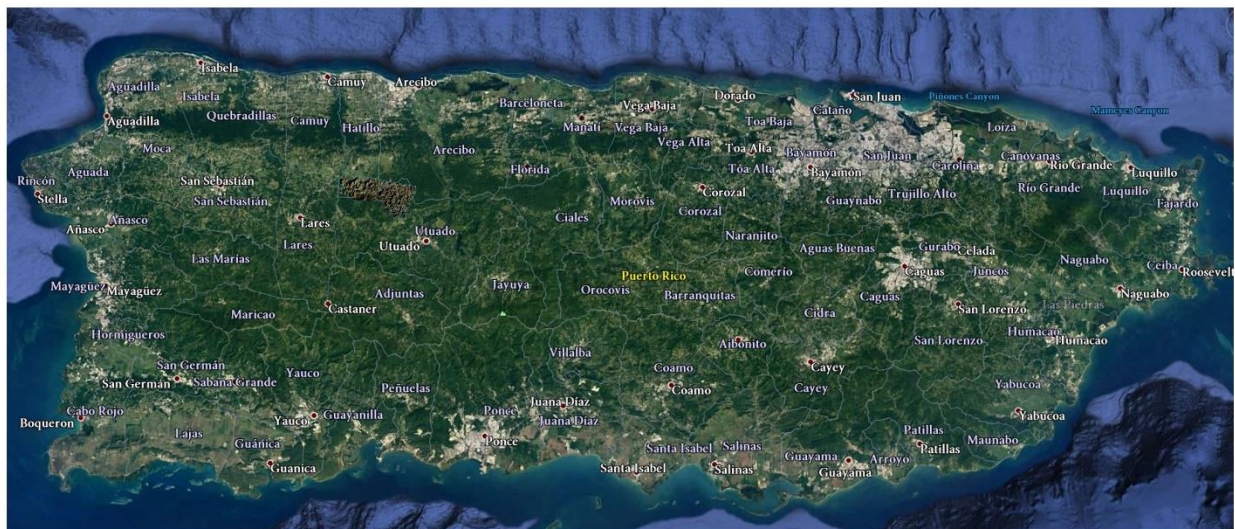 Isabela
Camuy
Arecibo
Aguadilla
Isabela
Barceloneta
Vega Baja
Dorado
San Juan
Piñones Canyon
Cataño
Mameyes Canyon
Aguadilla
Quebradillas
Camuy
Hatillo
Manatí
Vega Baja
Toa Baja
Loiza
Moca
Arecibo
Vega Alta
Toa Alta
Bayamón
San Juan
Canóvanas
Aguada
Florida
Toa Alta
Bayamón
Carolina
Río Grande
Luquillo
Rincón
San Sebastián
Stella
San Sebastián
Morovis
Corozal
Corozal
Guaynabo
Trujillo Alto
Río Grande
Luquillo
Fajardo
Añasco
Añasco
Lares
Lares
Utuado
Utuado
Ciales
Naranjito
Aguas Buenas
Gurabo
Celada
Las Marías
Caguas
Juncos
Naguabo
Ceiba
Roosevelt
Mayagüez
Mayagüez
Adjuntas
Jayuya
Puerto Rico
Orocovis
Barranquitas
Comerío
Caguas
Naguabo
Maricao
Castaner
Cidra
San Lorenzo
Las Piedras
Hormigueros
Villalba
Aibonito
San Lorenzo
Humacao
Humacao
San Germán
San Germán
Sabana Grande
Yauco
Peñuelas
Coamo
Coamo
Cayey
Cayey
Yabucoa
Yabucoa
Boqueron
Cabo Rojo
Yauco
Guayanilla
Ponce
Juana Díaz
Juana Díaz
Lajas
Guánica
Guanica
Ponce
Santa Isabel
Santa Isabel
Salinas
Salinas
Guayama
Guayama
Arroyo
Patillas
Patillas
Maunabo